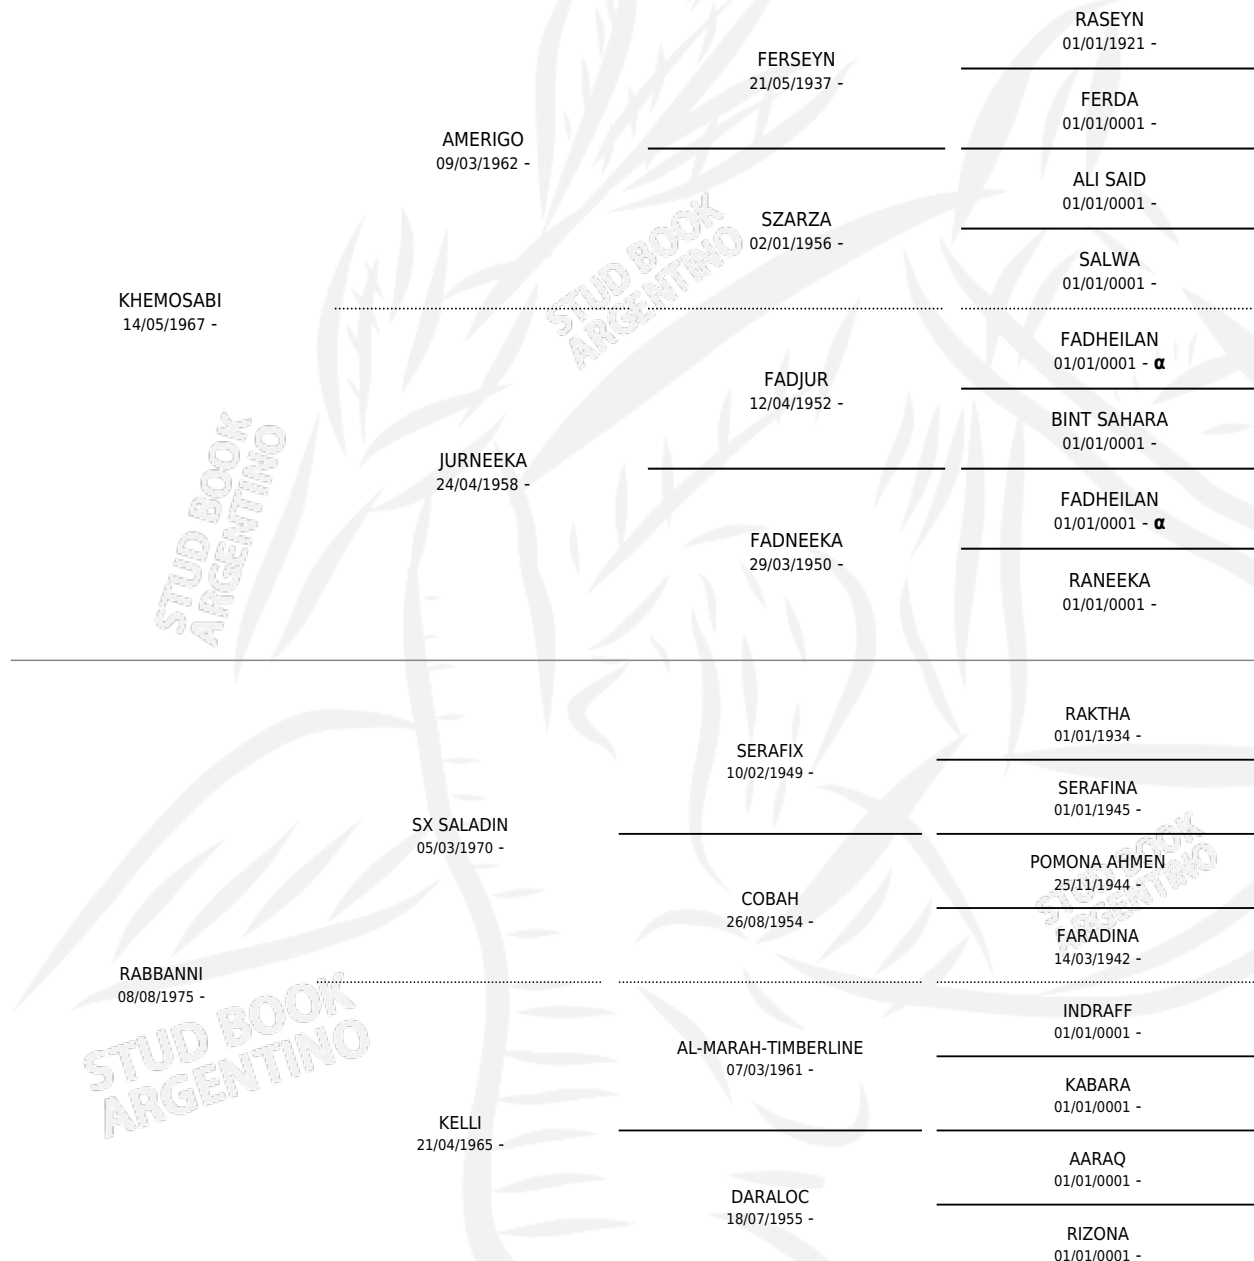 RASEYN
01/01/1921 -
FERSEYN
21/05/1937 -
FERDA
01/01/0001 -
AMERIGO
09/03/1962 -
ALI SAID
01/01/0001 -
SZARZA
02/01/1956 -
SALWA
01/01/0001 -
KHEMOSABI
14/05/1967 -
FADHEILAN
01/01/0001 - α
FADJUR
12/04/1952 -
BINT SAHARA
01/01/0001 -
JURNEEKA
24/04/1958 -
FADHEILAN
01/01/0001 - α
FADNEEKA
29/03/1950 -
RANEEKA
01/01/0001 -
RAKTHA
01/01/1934 -
SERAFIX
10/02/1949 -
SERAFINA
01/01/1945 -
SX SALADIN
05/03/1970 -
POMONA AHMEN
25/11/1944 -
COBAH
26/08/1954 -
FARADINA
14/03/1942 -
RABBANNI
08/08/1975 -
INDRAFF
01/01/0001 -
AL-MARAH-TIMBERLINE
07/03/1961 -
KABARA
01/01/0001 -
KELLI
21/04/1965 -
AARAQ
01/01/0001 -
DARALOC
18/07/1955 -
RIZONA
01/01/0001 -
STUD BOOK
ARGENTINO
STUD BOOK
ARGENTINO
STUD BOOK
ARGENTINO
STUD BOOK
ARGENTINO